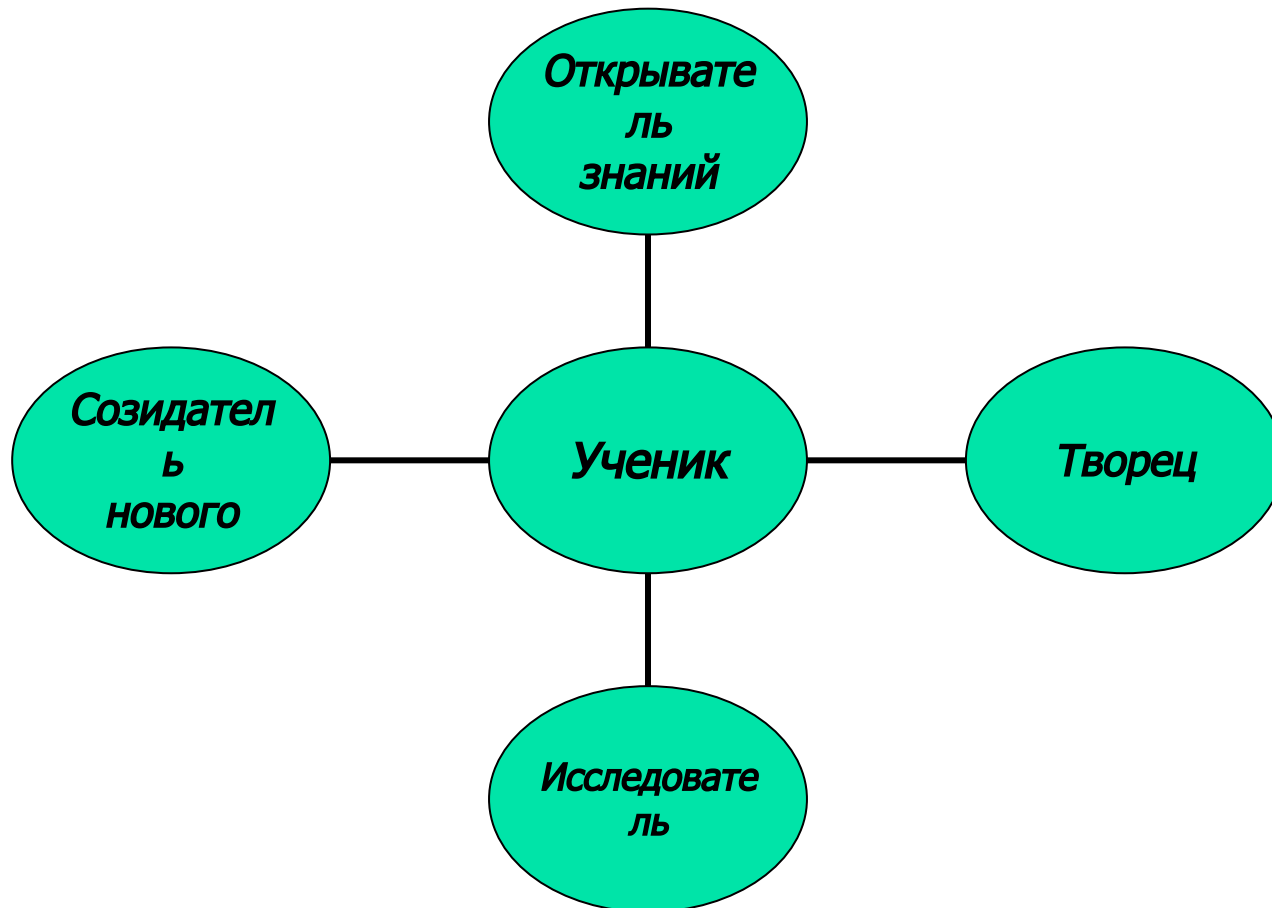 Открывате
ль
знаний
Созидател
ь
нового
Ученик
Творец
Исследовате
ль